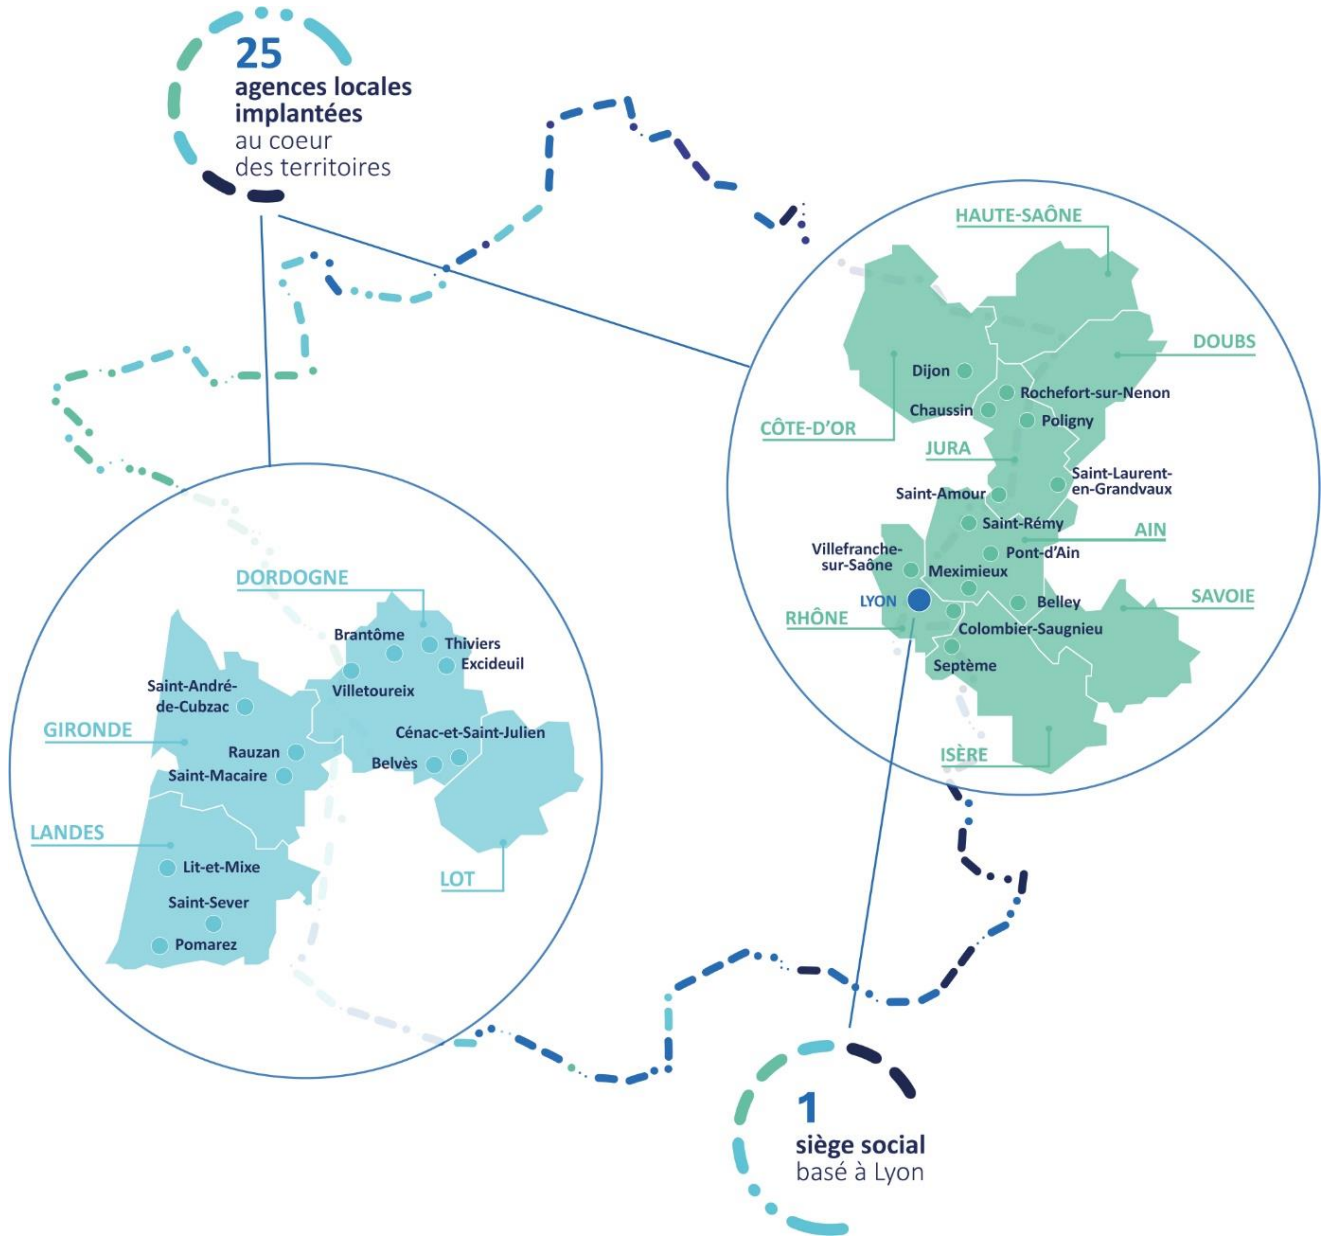 25
agences locales
implantées
au coeur
des territoires
HAUTE-SAÔNE
DOUBS
Dijon
Rochefort-sur-Nenon
Chaussin
Poligny
CÔTE-D'OR
JURA
Saint-Laurent-
en-Grandvaux
Saint-Amour
Saint-Rémy
AIN
Villefranche-
sur-Saône
Pont-d'Ain
Meximieux
LYON
Belley
SAVOIE
RHÔNE
Colombier-Saugnieu
Septème
ISÈRE
DORDOGNE
Brantôme
Thiviers
Excideuil
Villetoureix
Saint-André-
de-Cubzac
GIRONDE
Cénac-et-Saint-Julien
Rauzan
Belvès
Saint-Macaire
LANDES
Lit-et-Mixe
LOT
Saint-Sever
Pomarez
1
siège social
basé à Lyon